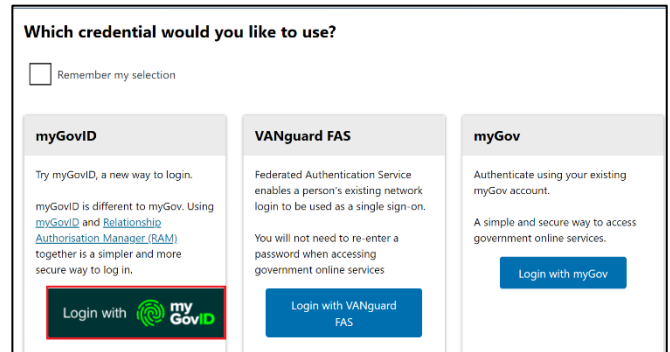 Which credential would you like to use?
Remember my selection
myGovID
Try myGovID, a new way to login.
myGovID is different to myGov. Using
myGovID and Relationship
Authorisation Manager (RAM)
together is a simpler and more
secure way to log in.
Login with my GovID
VANguard FAS
Federated Authentication Service
enables a person's existing network
login to be used as a single sign-on.
You will not need to re-enter a
password when accessing
government online services
Login with VANguard
FAS
myGov
Authenticate using your existing
myGov account.
A simple and secure way to access
government online services.
Login with myGov